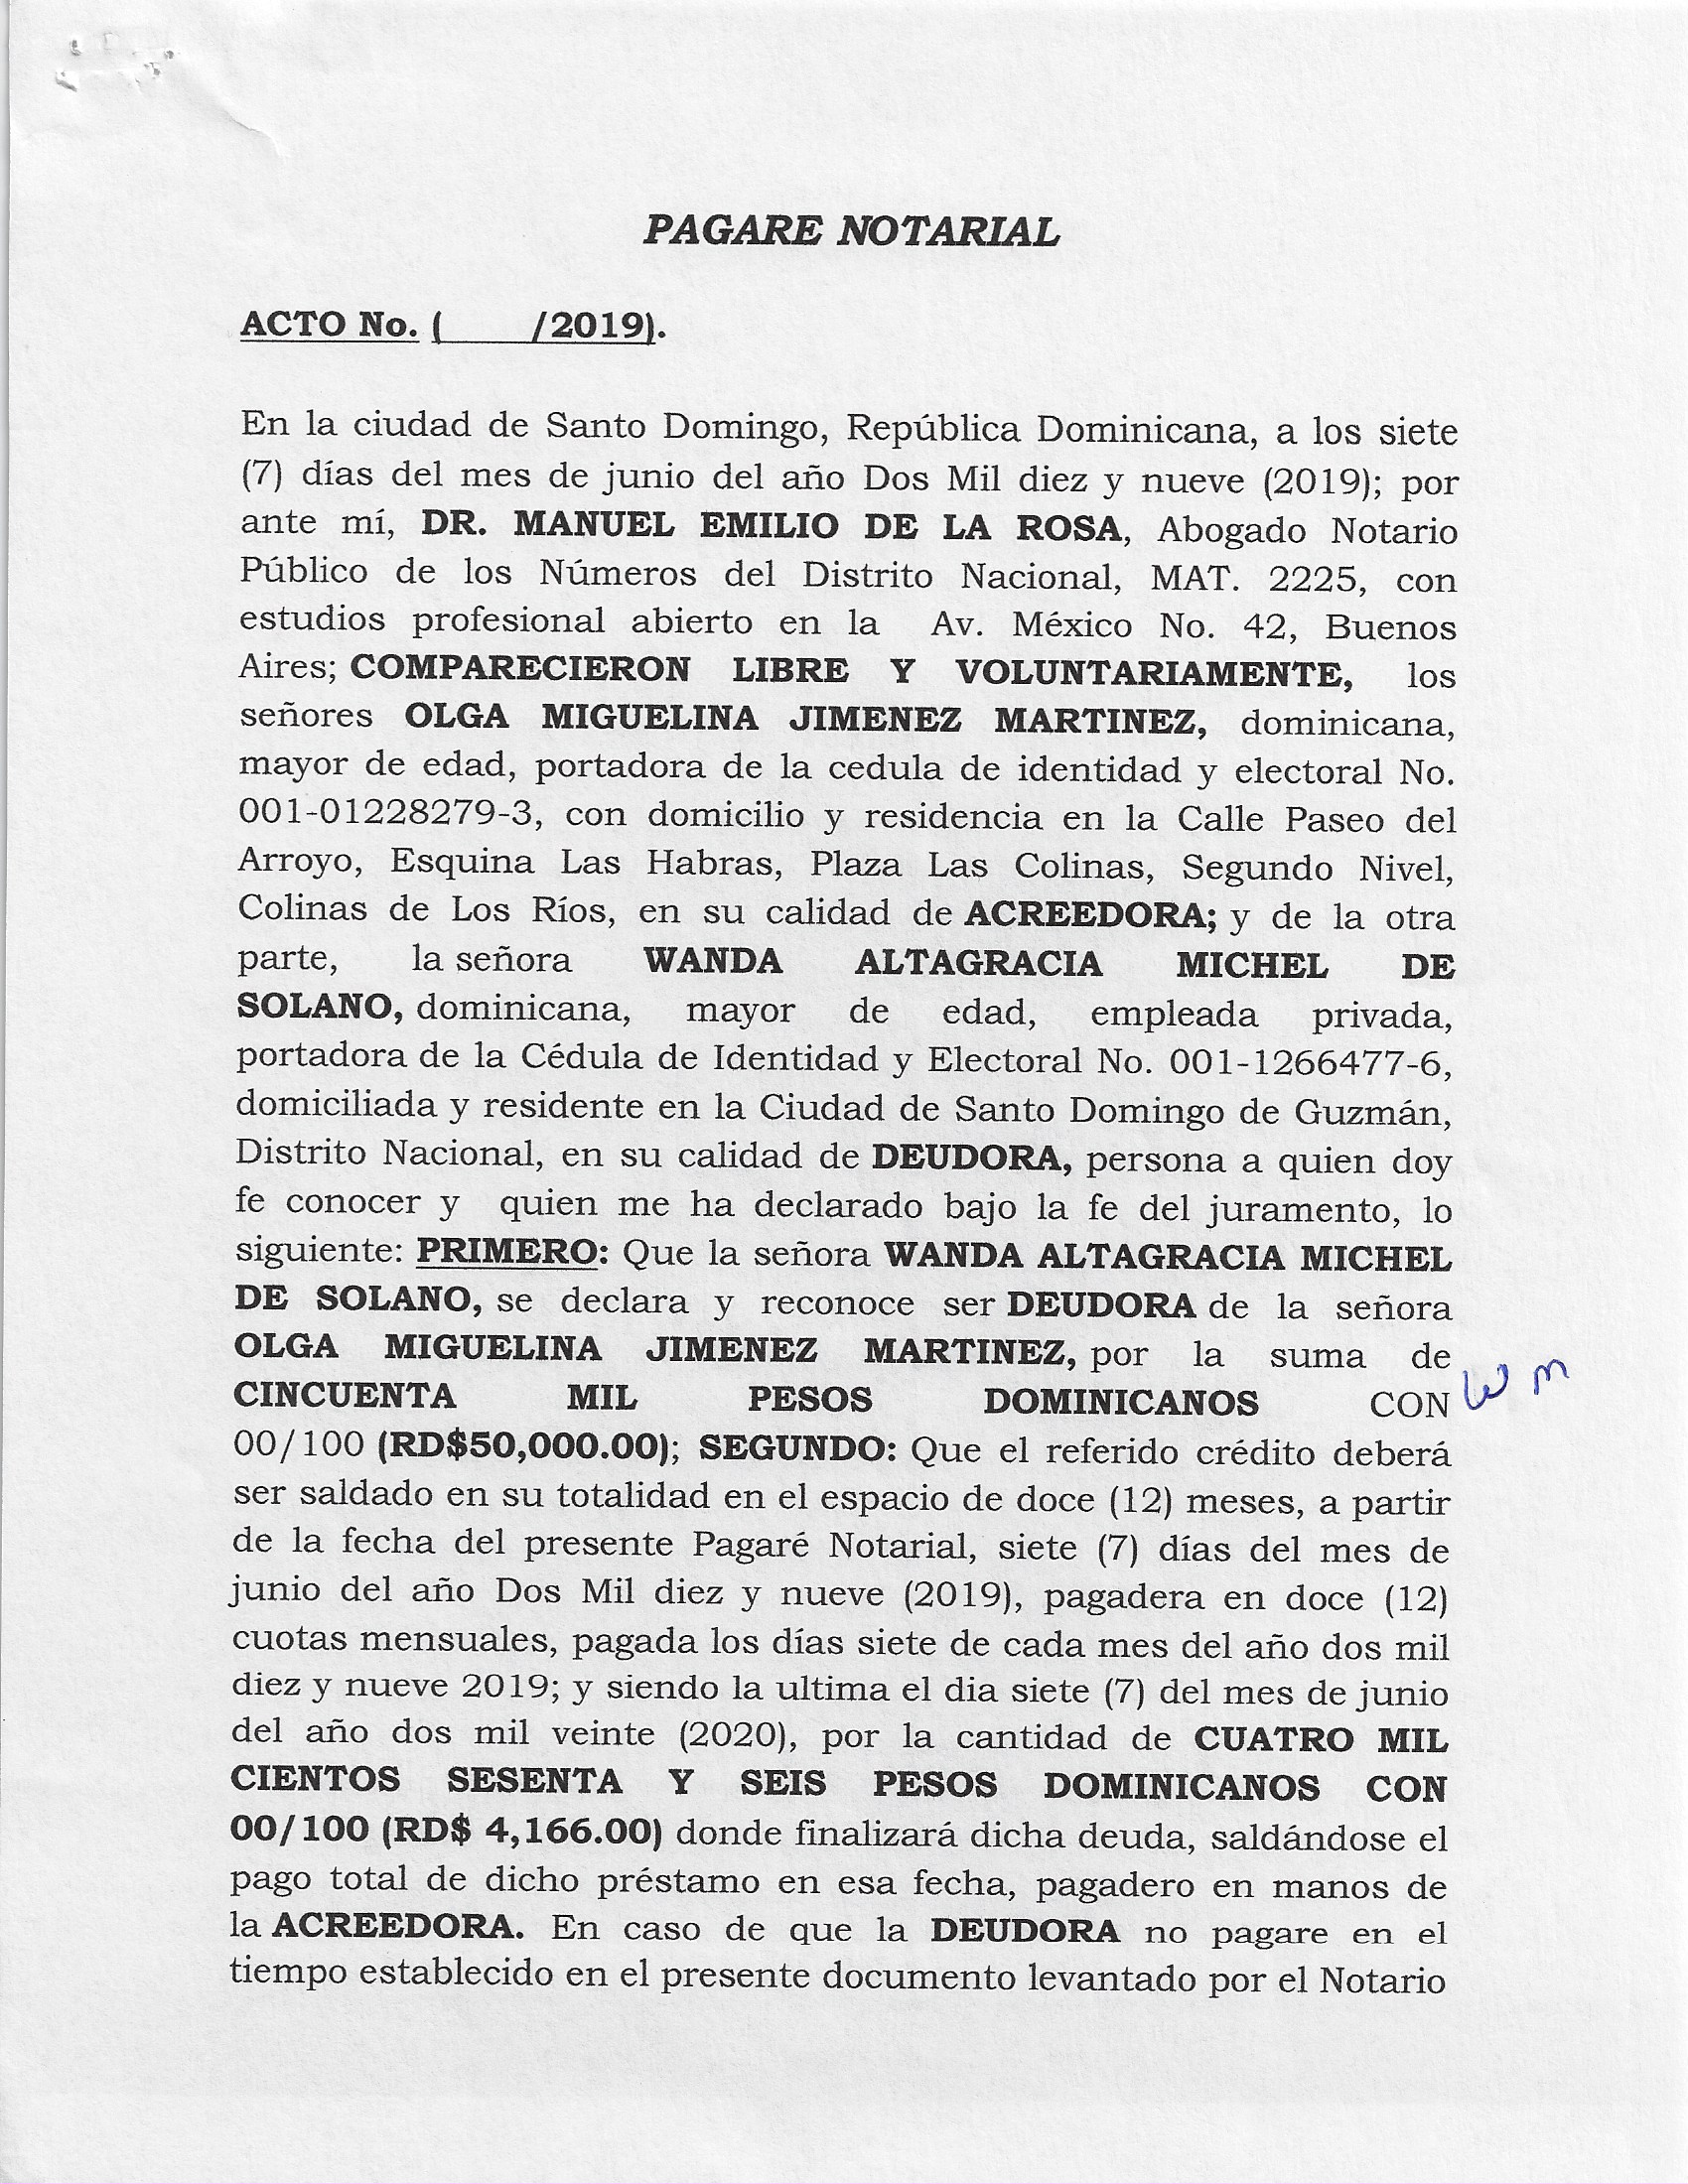 PAGARE NOTARIAL
ACTO No. (      /2019).
En la ciudad de Santo Domingo, República Dominicana, a los siete
(7) días del mes de junio del año Dos Mil diez y nueve (2019); por
ante mí, DR. MANUEL EMILIO DE LA ROSA, Abogado Notario
Público de los Números del Distrito Nacional, MAT. 2225, con
estudios profesional abierto en la Av. México No. 42, Buenos
Aires; COMPARECIERON LIBRE Y VOLUNTARIAMENTE, los
señores OLGA MIGUELINA JIMENEZ MARTINEZ, dominicana,
mayor de edad, portadora de la cedula de identidad y electoral No.
001-01228279-3, con domicilio y residencia en la Calle Paseo del
Arroyo, Esquina Las Habras, Plaza Las Colinas, Segundo Nivel,
Colinas de Los Ríos, en su calidad de ACREEDORA; y de la otra
parte, la señora WANDA ALTAGRACIA MICHEL DE
SOLANO, dominicana, mayor de edad, empleada privada,
portadora de la Cédula de Identidad y Electoral No. 001-1266477-6,
domiciliada y residente en la Ciudad de Santo Domingo de Guzmán,
Distrito Nacional, en su calidad de DEUDORA, persona a quien doy
fe conocer y quien me ha declarado bajo la fe del juramento, lo
siguiente: PRIMERO: Que la señora WANDA ALTAGRACIA MICHEL
DE SOLANO, se declara y reconoce ser DEUDORA de la señora
OLGA MIGUELINA JIMENEZ MARTINEZ, por la suma de
CINCUENTA MIL PESOS DOMINICANOS CON
W M
00/100 (RD$50,000.00); SEGUNDO: Que el referido crédito deberá
ser saldado en su totalidad en el espacio de doce (12) meses, a partir
de la fecha del presente Pagaré Notarial, siete (7) días del mes de
junio del año Dos Mil diez y nueve (2019), pagadera en doce (12)
cuotas mensuales, pagada los días siete de cada mes del año dos mil
diez y nueve 2019; y siendo la ultima el dia siete (7) del mes de junio
del año dos mil veinte (2020), por la cantidad de CUATRO MIL
CIENTOS SESENTA Y SEIS PESOS DOMINICANOS CON
00/100 (RD$ 4,166.00) donde finalizará dicha deuda, saldándose el
pago total de dicho préstamo en esa fecha, pagadero en manos de
la ACREEDORA. En caso de que la DEUDORA no pagare en el
tiempo establecido en el presente documento levantado por el Notario